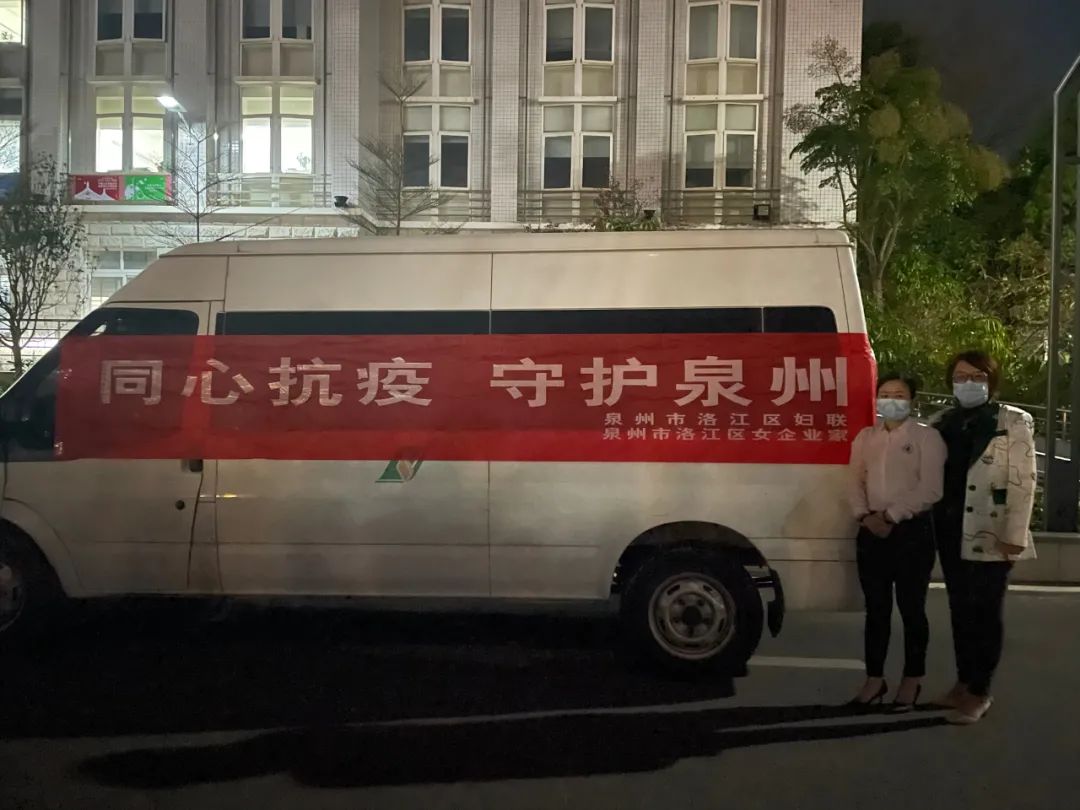 同心抗疫 守护泉州
泉州市洛江区妇联
泉州市洛江区女企业家